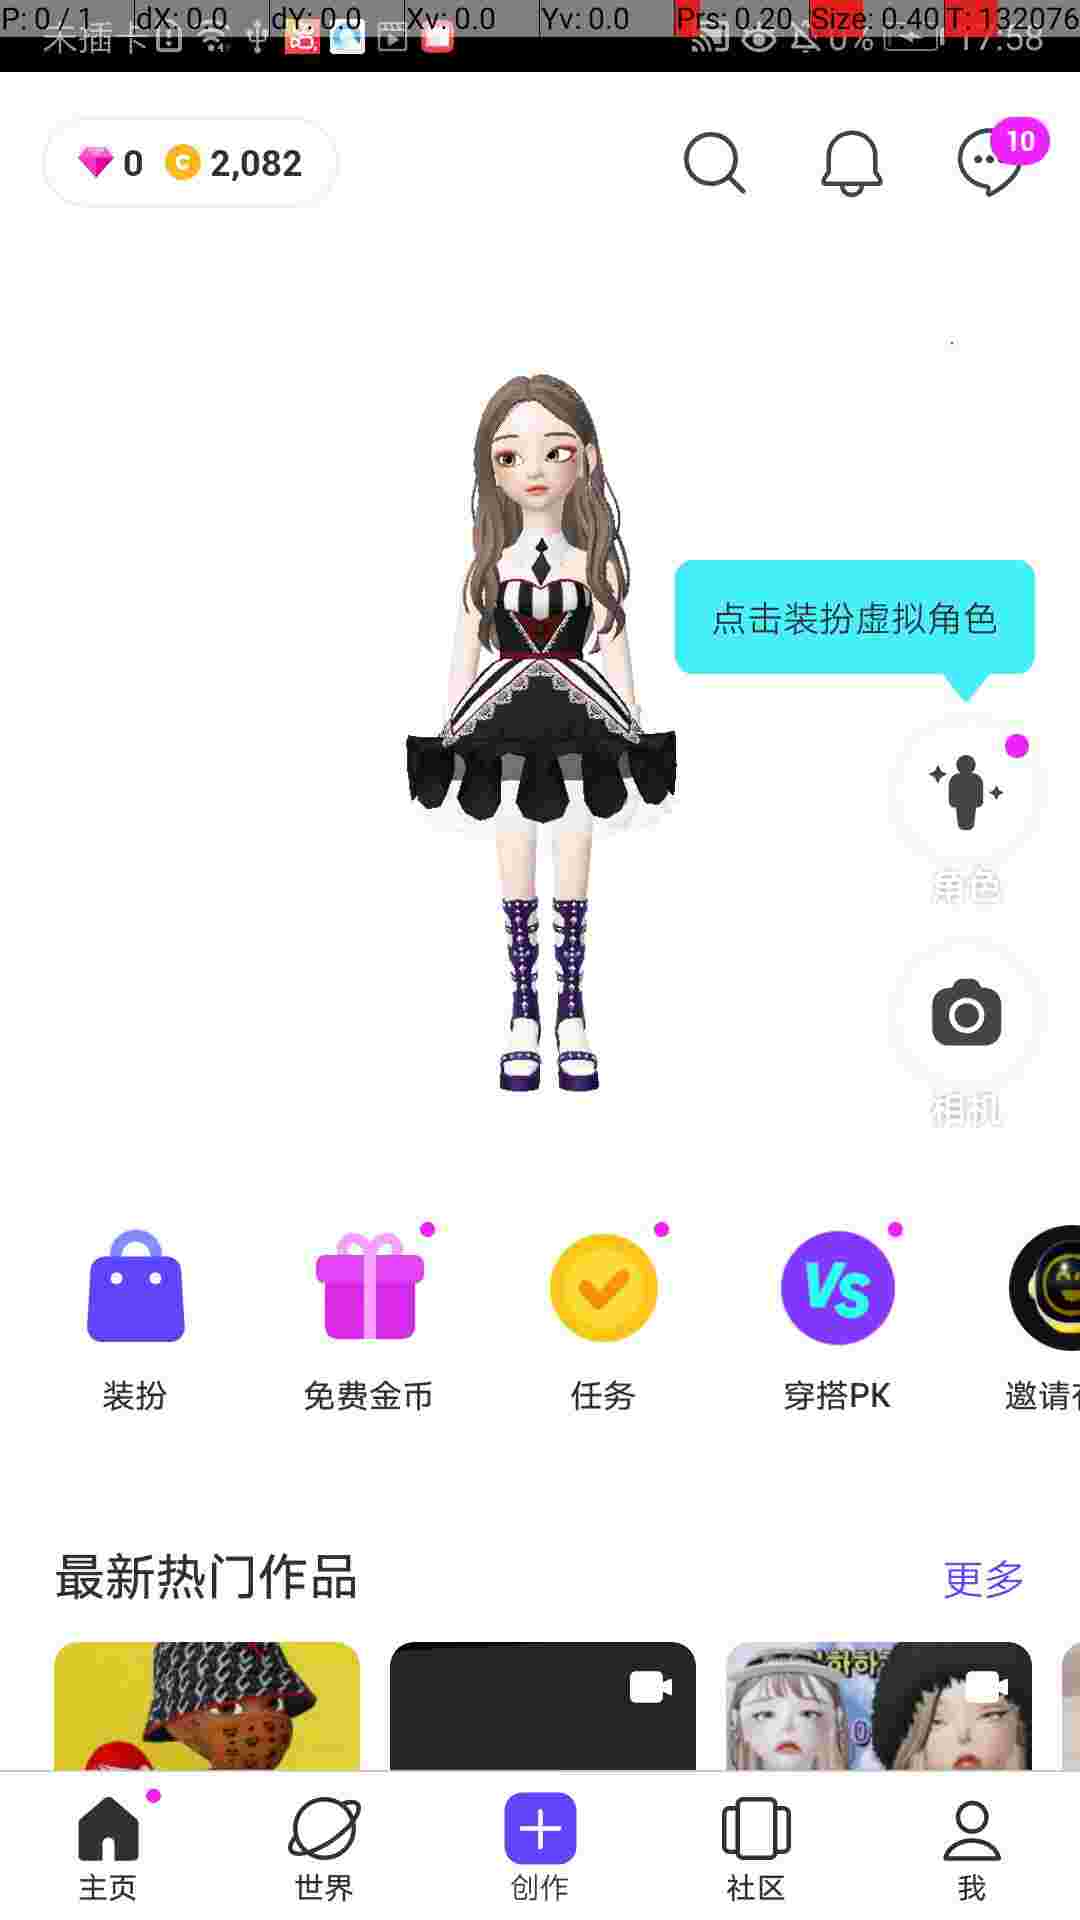 P: 0 / 1 dX: 0.0 dY: 0.0 Xv: 0.0 Yv: 0.0 Prs: 0.20 Size: 0.40 T: 132076
未插卡 0% 17:58
0 2,082
10
点击装扮虚拟角色
角色
相机
VS
装扮 免费金币 任务 穿搭PK 邀请
最新热门作品 更多
하하
主页 世界 创作 社区 我